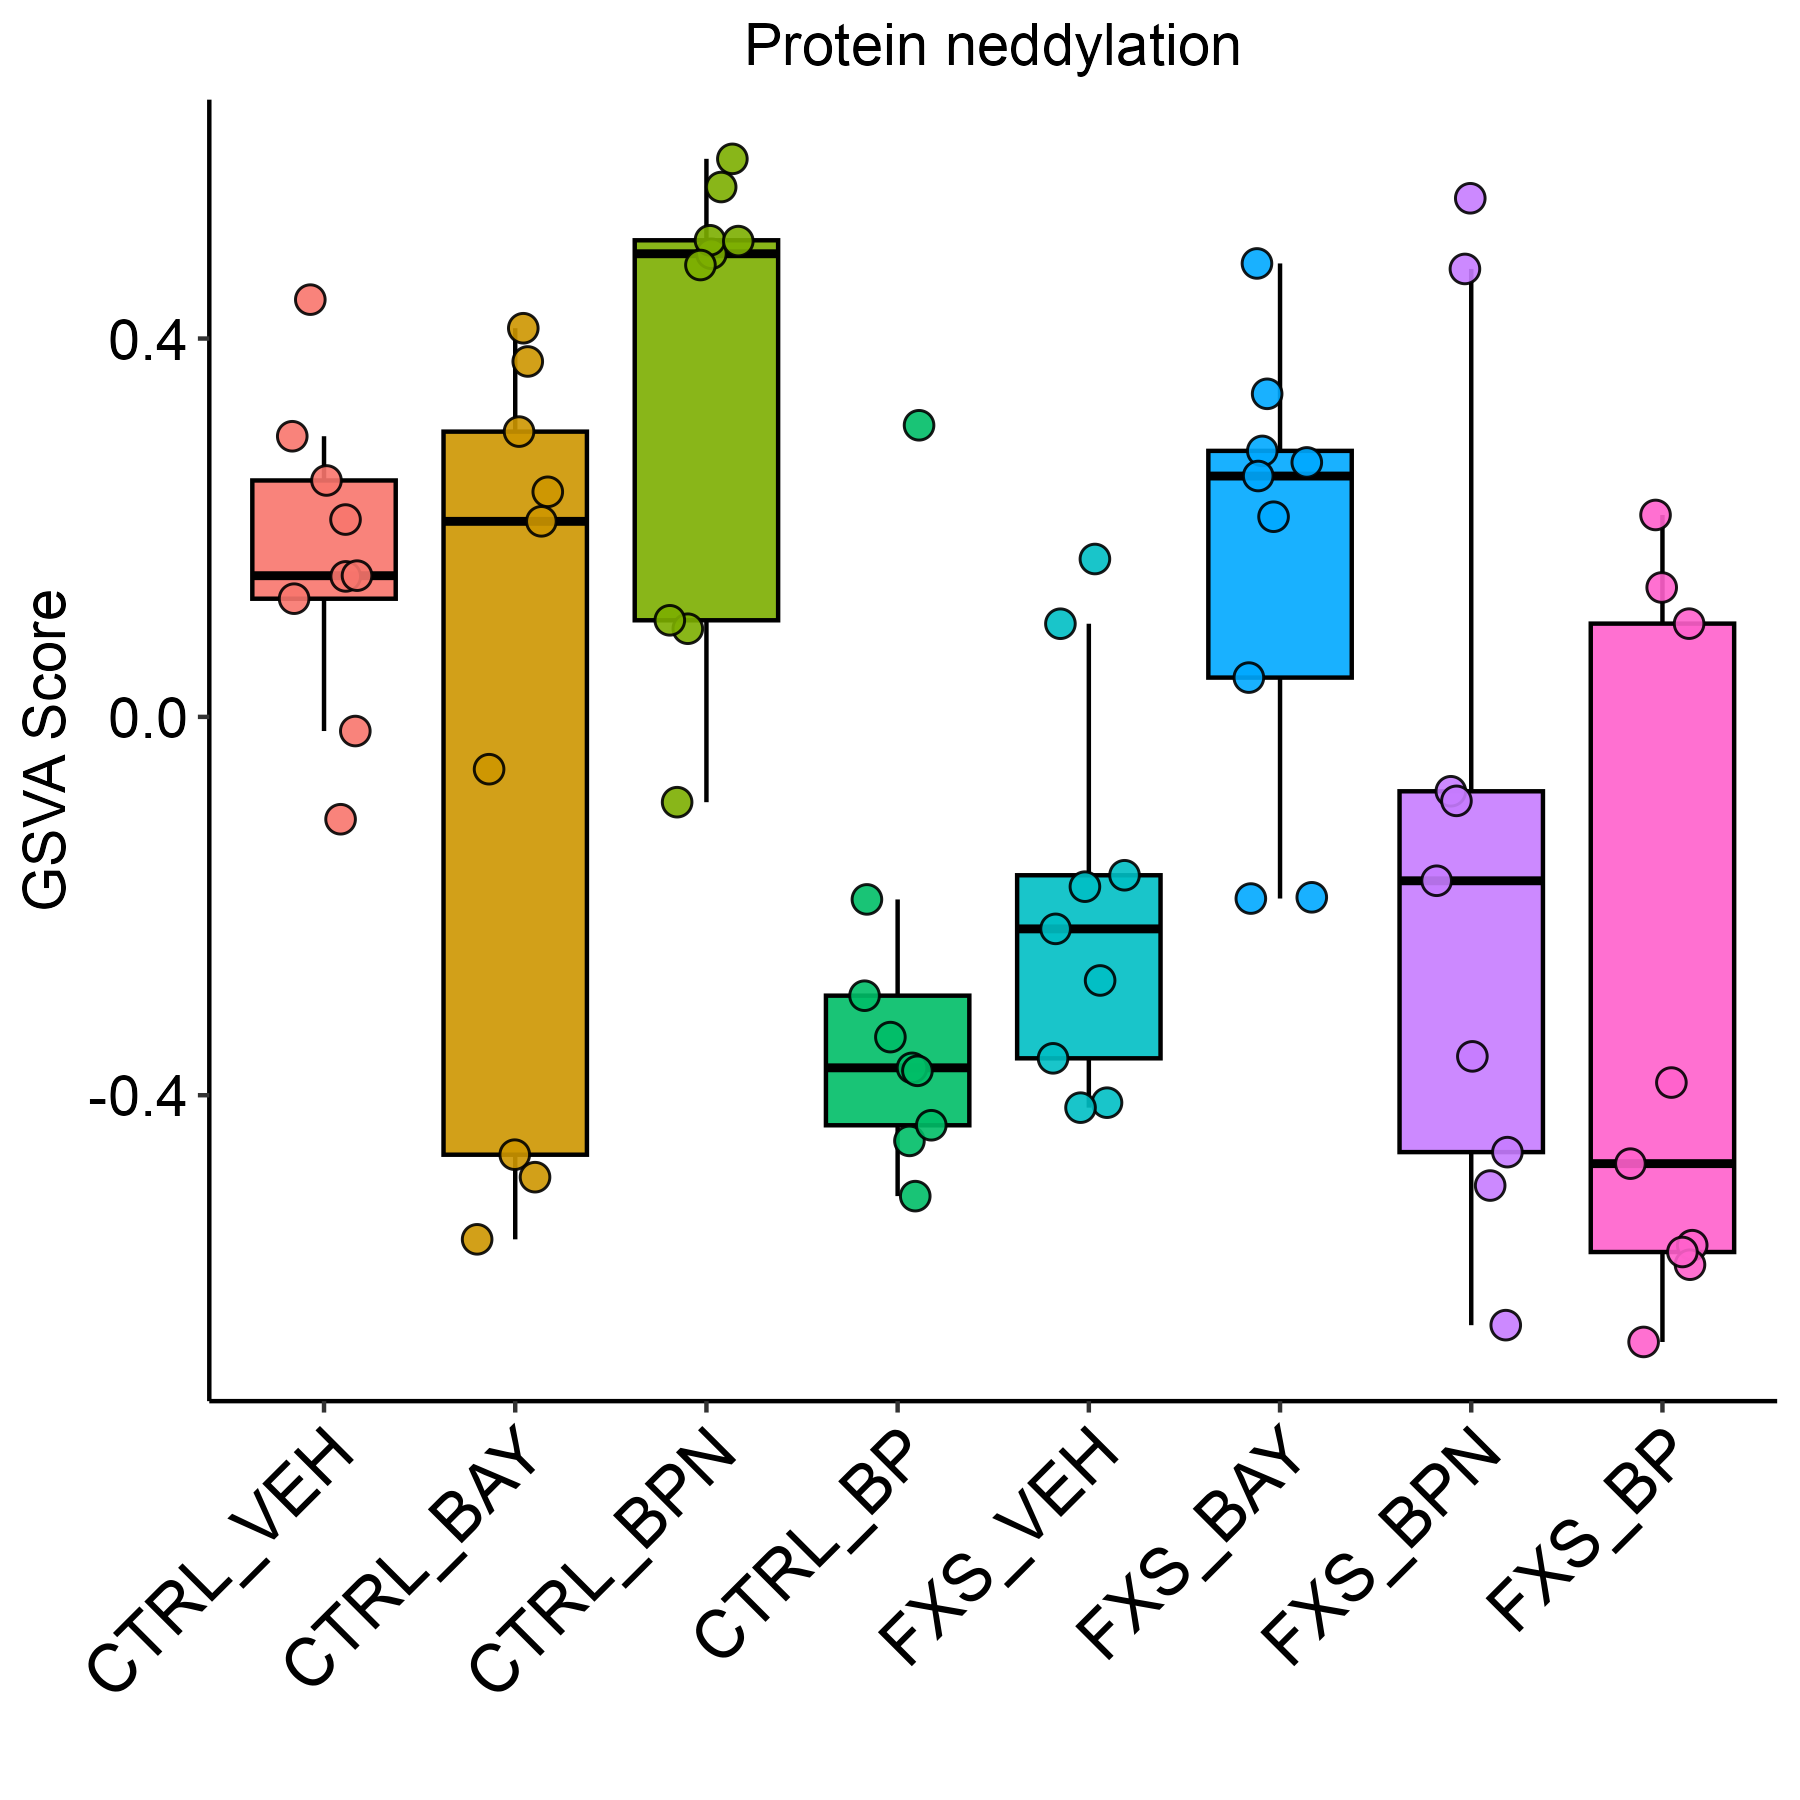 Protein neddylation
GSVA Score
0.4
0.0
-0.4
CTRL_VEH
CTRL_BAY
CTRL_BPN
CTRL_BP
FXS_VEH
FXS_BAY
FXS_BPN
FXS_BP